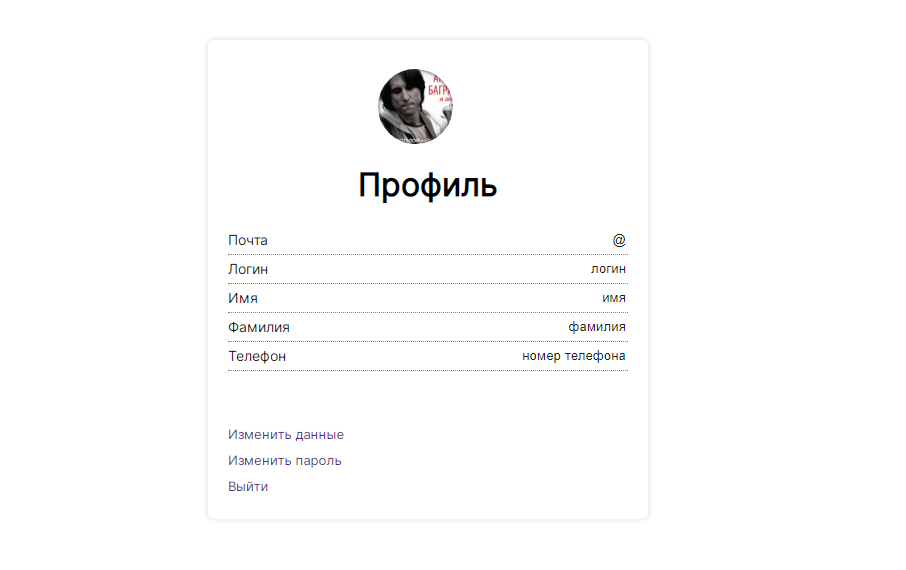 Профиль
Почта @
Логин логин
Имя имя
Фамилия фамилия
Телефон номер телефона
Изменить данные
Изменить пароль
Выйти